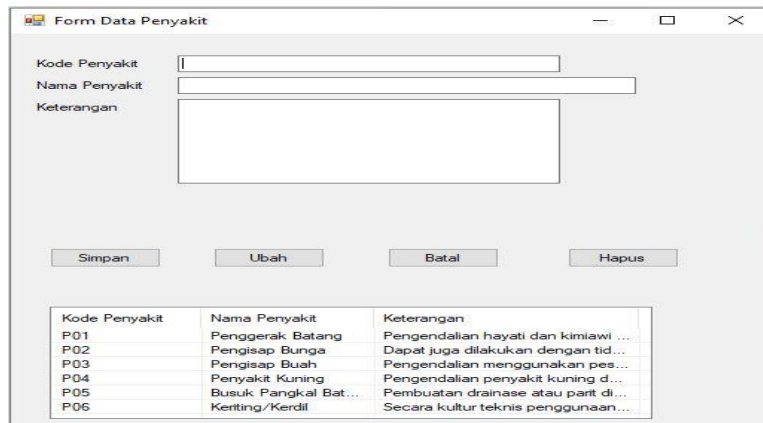 Form Data Penyakit
Kode Penyakit
Nama Penyakit
Keterangan
Simpan Ubah Batal Hapus
Kode Penyakit Nama Penyakit Keterangan
P01 Penggerak Batang Pengendalian hayati dan kimiawi ...
P02 Pengisap Bunga Dapat juga dilakukan dengan tid...
P03 Pengisap Buah Pengendalian menggunakan pes...
P04 Penyakit Kuning Pengendalian penyakit kuning d...
P05 Busuk Pangkal Bat... Pembuatan drainase atau parit di...
P06 Keriting/Kerdil Secara kultur teknis penggunaan...